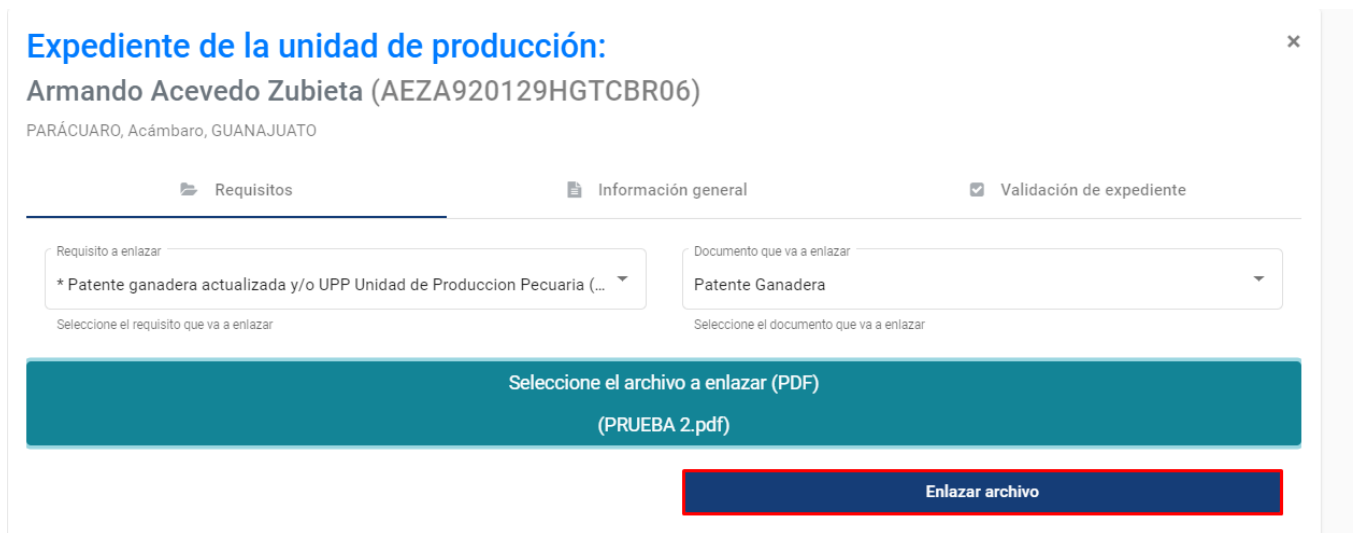 Expediente de la unidad de producción:
×
Armando Acevedo Zubieta (AEZA920129HGTCBR06)
PARÁCUARO, Acámbaro, GUANAJUATO
Requisitos
Información general
Validación de expediente
Requisito a enlazar
* Patente ganadera actualizada y/o UPP Unidad de Produccion Pecuaria (...
Seleccione el requisito que va a enlazar
Documento que va a enlazar
Patente Ganadera
Seleccione el documento que va a enlazar
Seleccione el archivo a enlazar (PDF)
(PRUEBA 2.pdf)
Enlazar archivo